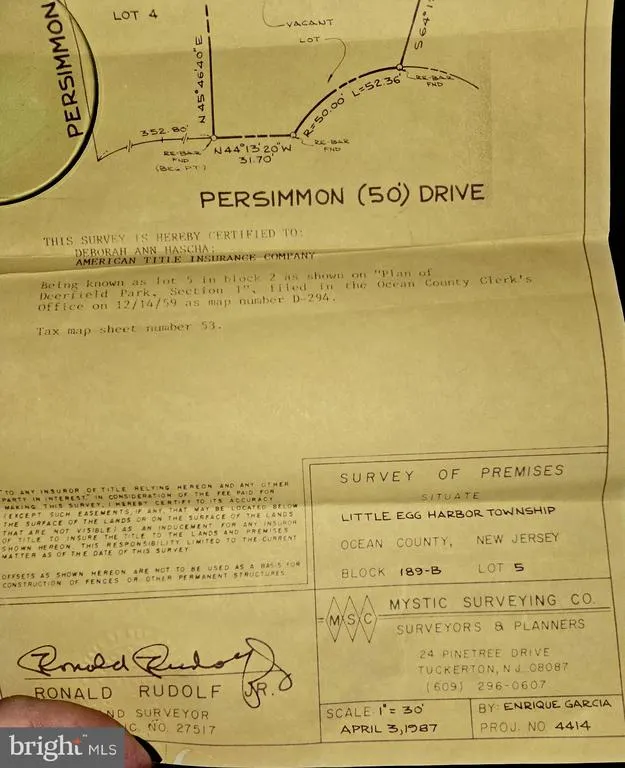 PERSIMMON
LOT 4
VACANT
LOT
N 45° 46' 40" E
S 64° 1
R=50.00' L=52.36'
RE-BAR
FND
352.80'
RE-BAR
FND
(BEG. PT.)
N 44° 13' 20" W
31.70'
RE-BAR
FND
PERSIMMON (50') DRIVE
THIS SURVEY IS HEREBY CERTIFIED TO:
DEBORAH ANN HASCHA;
AMERICAN TITLE INSURANCE COMPANY
Being known as lot 5 in block 2 as shown on "Plan of
Deerfield Park, Section 1", filed in the Ocean County Clerk's
Office on 12/14/59 as map number D-294.
Tax map sheet number 53.
"TO ANY INSUROR OF TITLE RELYING HEREON AND ANY OTHER
PARTY IN INTEREST," IN CONSIDERATION OF THE FEE PAID FOR
MAKING THIS SURVEY, I HEREBY CERTIFY TO ITS ACCURACY
(EXCEPT SUCH EASEMENTS, IF ANY, THAT MAY BE LOCATED BELOW
THE SURFACE OF THE LANDS OR ON THE SURFACE OF THE LANDS
THAT ARE NOT VISIBLE) AS AN INDUCEMENT FOR ANY INSUROR
OF TITLE TO INSURE THE TITLE TO THE LANDS AND PREMISES
SHOWN HEREON. THIS RESPONSIBILITY LIMITED TO THE CURRENT
MATTER AS OF THE DATE OF THIS SURVEY.
OFFSETS AS SHOWN HEREON ARE NOT TO BE USED AS A BASIS FOR
CONSTRUCTION OF FENCES OR OTHER PERMANENT STRUCTURES.
Ronald Rudolf Jr
RONALD RUDOLF JR.
ND SURVEYOR
IC. NO. 27517
SURVEY OF PREMISES
SITUATE
LITTLE EGG HARBOR TOWNSHIP
OCEAN COUNTY, NEW JERSEY
BLOCK 189-B LOT 5
MSC
MYSTIC SURVEYING CO.
SURVEYORS & PLANNERS
24 PINETREE DRIVE
TUCKERTON, N.J. 08087
(609) 296-0607
SCALE 1" = 30'
APRIL 3, 1987
BY: ENRIQUE GARCIA
PROJ. NO. 4414
bright MLS